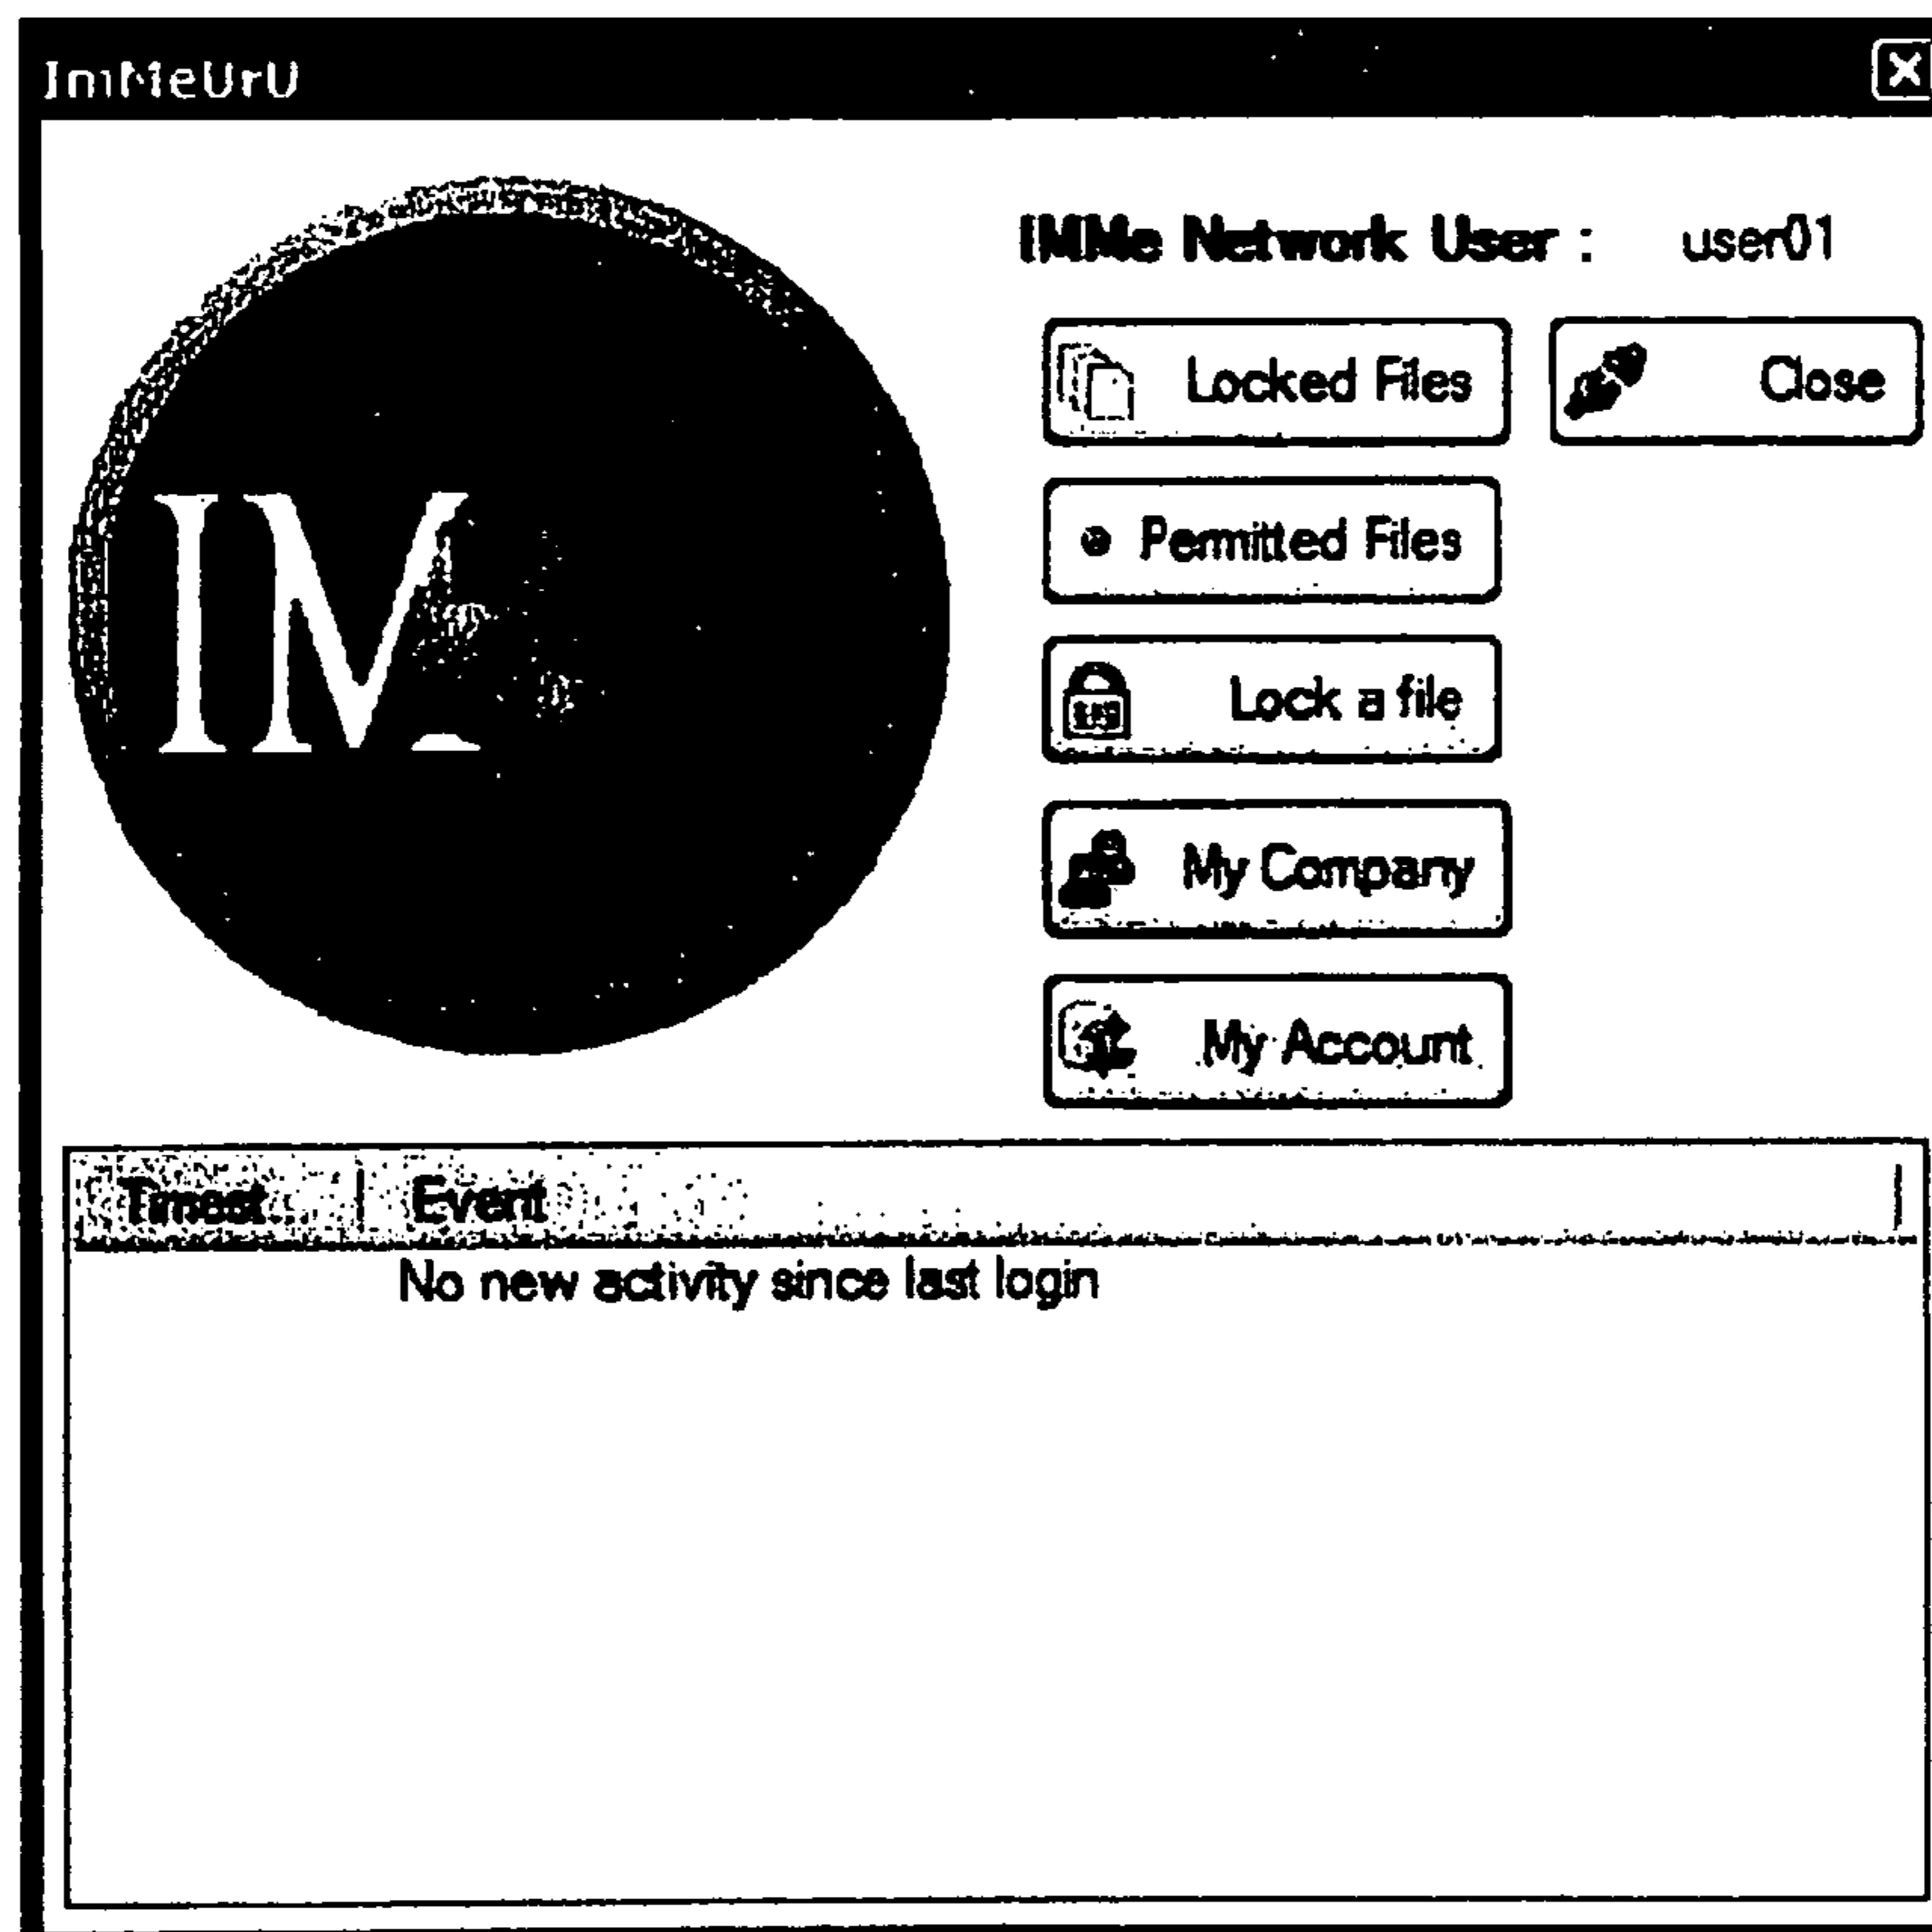 ImMeUrU
IM
IMMe Network User : user01
Locked Files
Close
Permitted Files
Lock a file
My Company
My Account
Event
No new activity since last login